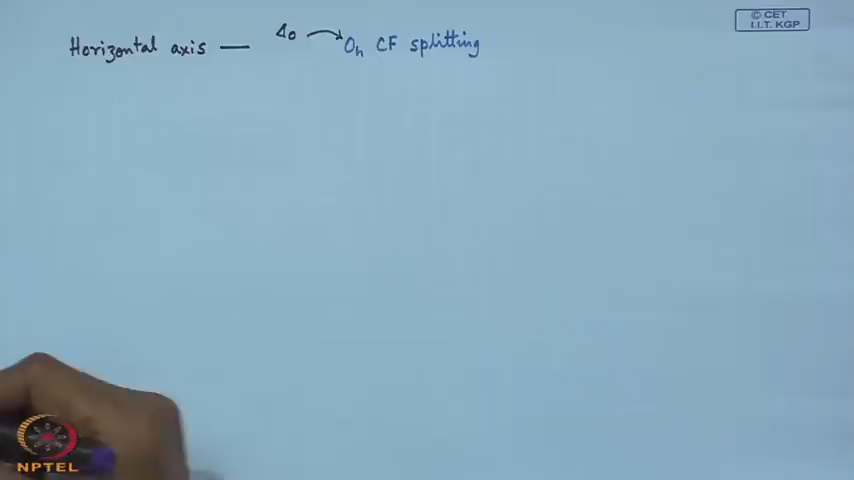 Horizontal axis — Δo → Oh CF splitting
© CET
I.I.T. KGP
NPTEL